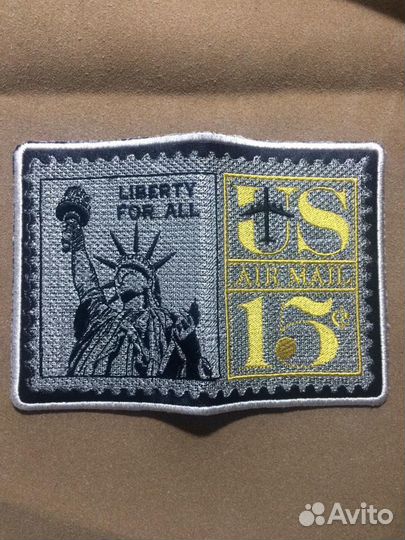 LIBERTY
FOR ALL
US
AIR MAIL
15¢
Avito